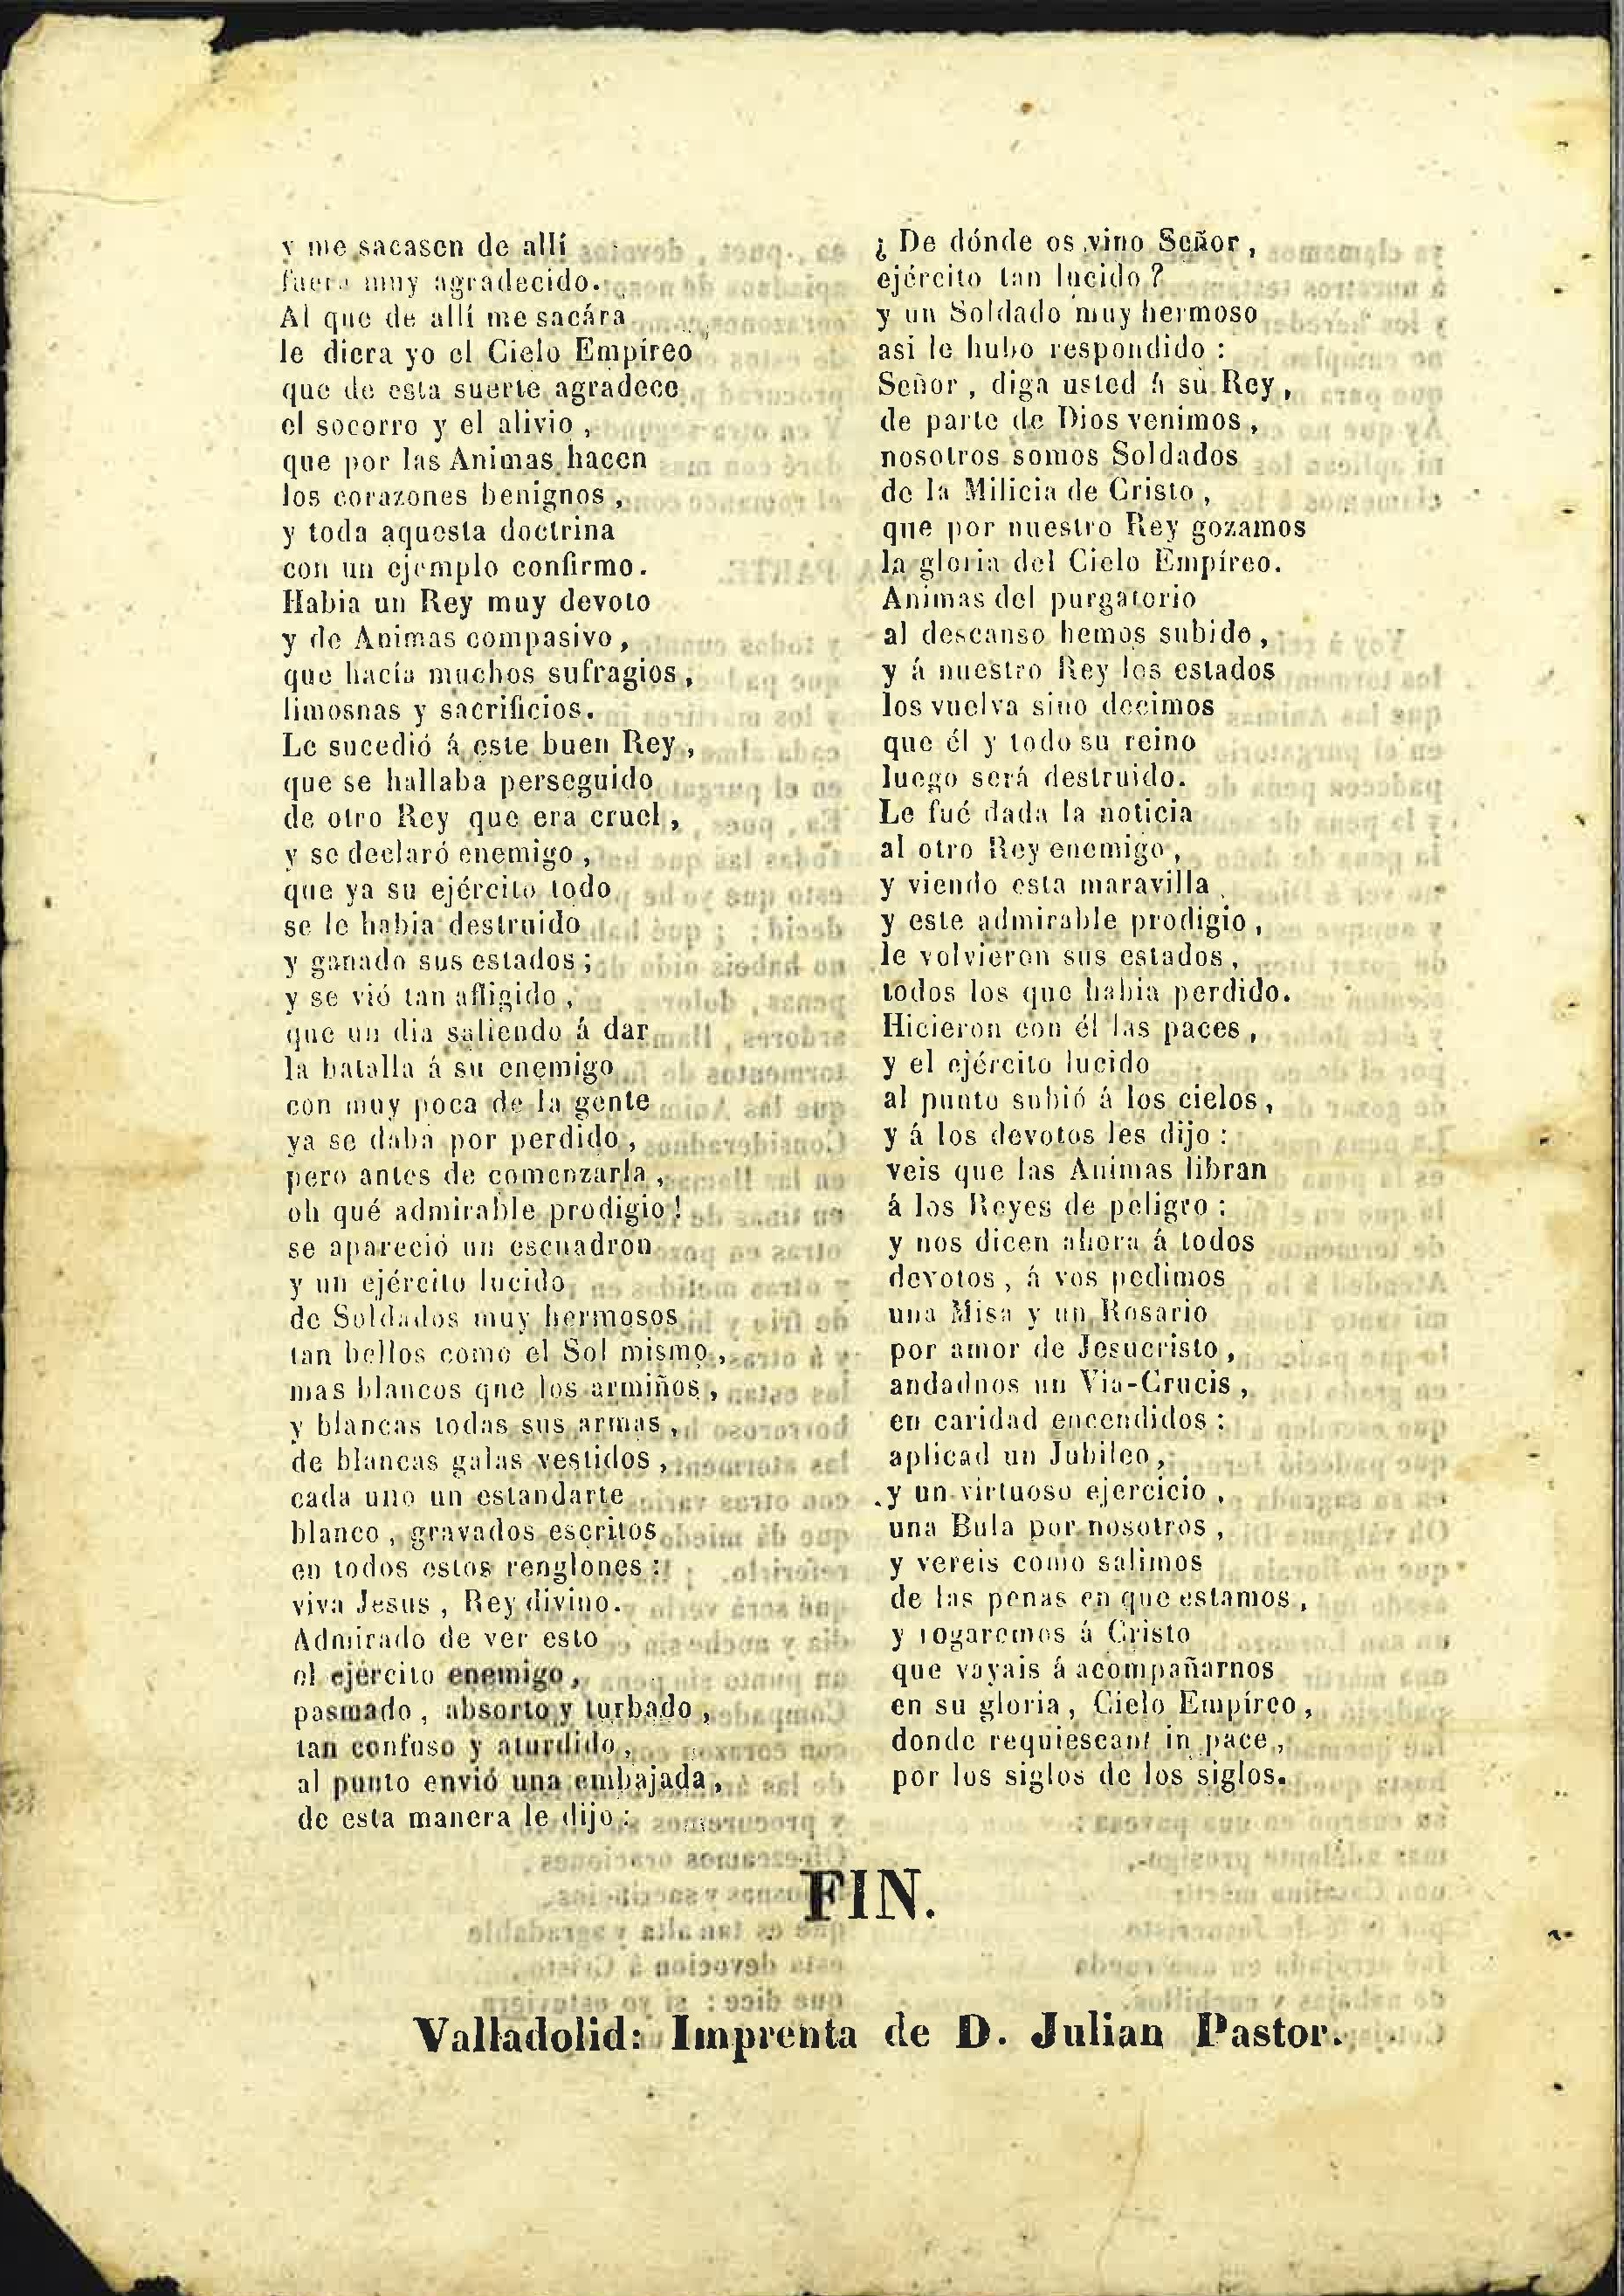 y me sacasen de allí
fuera muy agradecido.
Al que de allí me sacára
le diera yo el Cielo Empíreo
que de esta suerte agradece
el socorro y el alivio,
que por las Animas hacen
los corazones benignos,
y toda aquesta doctrina
con un ejemplo confirmo.
Habia un Rey muy devoto
y de Animas compasivo,
que hacía muchos sufragios,
limosnas y sacrificios.
Le sucedió á este buen Rey,
que se hallaba perseguido
de otro Rey que era cruel,
y se declaró enemigo,
que ya su ejército todo
se le habia destruido
y ganado sus estados;
y se vió tan afligido,
que un dia saliendo á dar
la batalla á su enemigo
con muy poca de la gente
ya se daba por perdido,
pero antes de comenzarla,
oh qué admirable prodigio!
se apareció un escuadron
y un ejército lucido
de Soldados muy hermosos
tan bellos como el Sol mismo,
mas blancos que los armiños,
y blancas todas sus armas,
de blancas galas vestidos,
cada uno un estandarte
blanco, gravados escritos
en todos estos renglones:
viva Jesus, Rey divino.
Admirado de ver esto
el ejército enemigo,
pasmado, absorto y turbado,
tan confuso y aturdido,
al punto envió una embajada,
de esta manera le dijo:
¿De dónde os vino Señor,
ejército tan lucido?
y un Soldado muy hermoso
asi le hubo respondido:
Señor, diga usted á su Rey,
de parte de Dios venimos,
nosotros somos Soldados
de la Milicia de Cristo,
que por nuestro Rey gozamos
la gloria del Cielo Empíreo.
Animas del purgatorio
al descanso hemos subido,
y á nuestro Rey los estados
los vuelva sino decimos
que él y todo su reino
luego será destruido.
Le fué dada la noticia
al otro Rey enemigo,
y viendo esta maravilla
y este admirable prodigio,
le volvieron sus estados,
todos los que habia perdido.
Hicieron con él las paces,
y el ejército lucido
al punto subió á los cielos,
y á los devotos les dijo:
veis que las Animas libran
á los Reyes de peligro:
y nos dicen ahora á todos
devotos, á vos pedimos
una Misa y un Rosario
por amor de Jesucristo,
andadnos un Via-Crucis,
en caridad encendidos:
aplicad un Jubileo,
y un virtuoso ejercicio,
una Bula por nosotros,
y vereis como salimos
de las penas en que estamos,
y rogaremos á Cristo
que vayais á acompañarnos
en su gloria, Cielo Empíreo,
donde requiescant in pace,
por los siglos de los siglos.
FIN.
Valladolid: Imprenta de D. Julian Pastor.